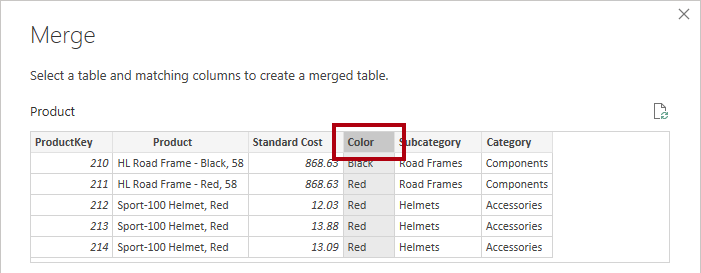 Merge
Select a table and matching columns to create a merged table.
Product
ProductKey Product Standard Cost Color Subcategory Category
210 HL Road Frame - Black, 58 868.63 Black Road Frames Components
211 HL Road Frame - Red, 58 868.63 Red Road Frames Components
212 Sport-100 Helmet, Red 12.03 Red Helmets Accessories
213 Sport-100 Helmet, Red 13.88 Red Helmets Accessories
214 Sport-100 Helmet, Red 13.09 Red Helmets Accessories